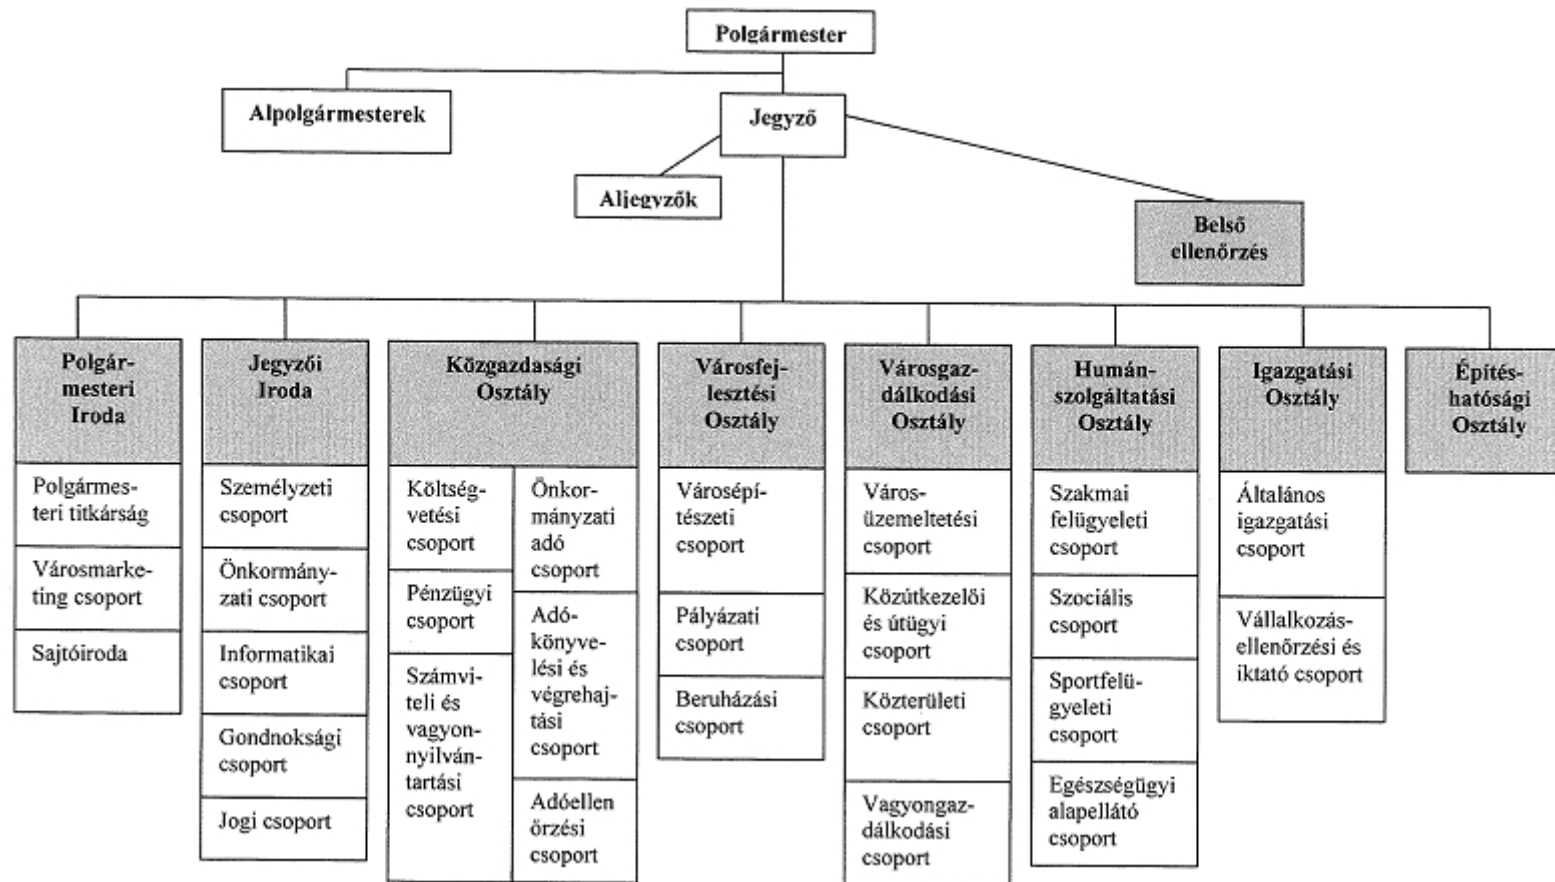 Polgármester
Alpolgármesterek
Jegyző
Aljegyzők
Belső
ellenőrzés
Polgár-
mesteri
Iroda
Polgármes-
teri titkárság
Városmarke-
ting csoport
Sajtóiroda
Jegyzői
Iroda
Személyzeti
csoport
Önkormány-
zati csoport
Informatikai
csoport
Gondnoksági
csoport
Jogi csoport
Közgazdasági
Osztály
Költség-
vetési
csoport
Pénzügyi
csoport
Számvi-
teli és
vagyon-
nyilván-
tartási
csoport
Önkor-
mányzati
adó
csoport
Adó-
könyve-
lési és
végrehaj-
tási
csoport
Adóellen
őrzési
csoport
Városfej-
lesztési
Osztály
Városépí-
tészeti
csoport
Pályázati
csoport
Beruházási
csoport
Városgaz-
dálkodási
Osztály
Város-
üzemeltetési
csoport
Közútkezelői
és útügyi
csoport
Közterületi
csoport
Vagyongaz-
dálkodási
csoport
Humán-
szolgáltatási
Osztály
Szakmai
felügyeleti
csoport
Szociális
csoport
Sportfelü-
gyeleti
csoport
Egészségügyi
alapellátó
csoport
Igazgatási
Osztály
Általános
igazgatási
csoport
Vállalkozás-
ellenőrzési és
iktató csoport
Építés-
hatósági
Osztály